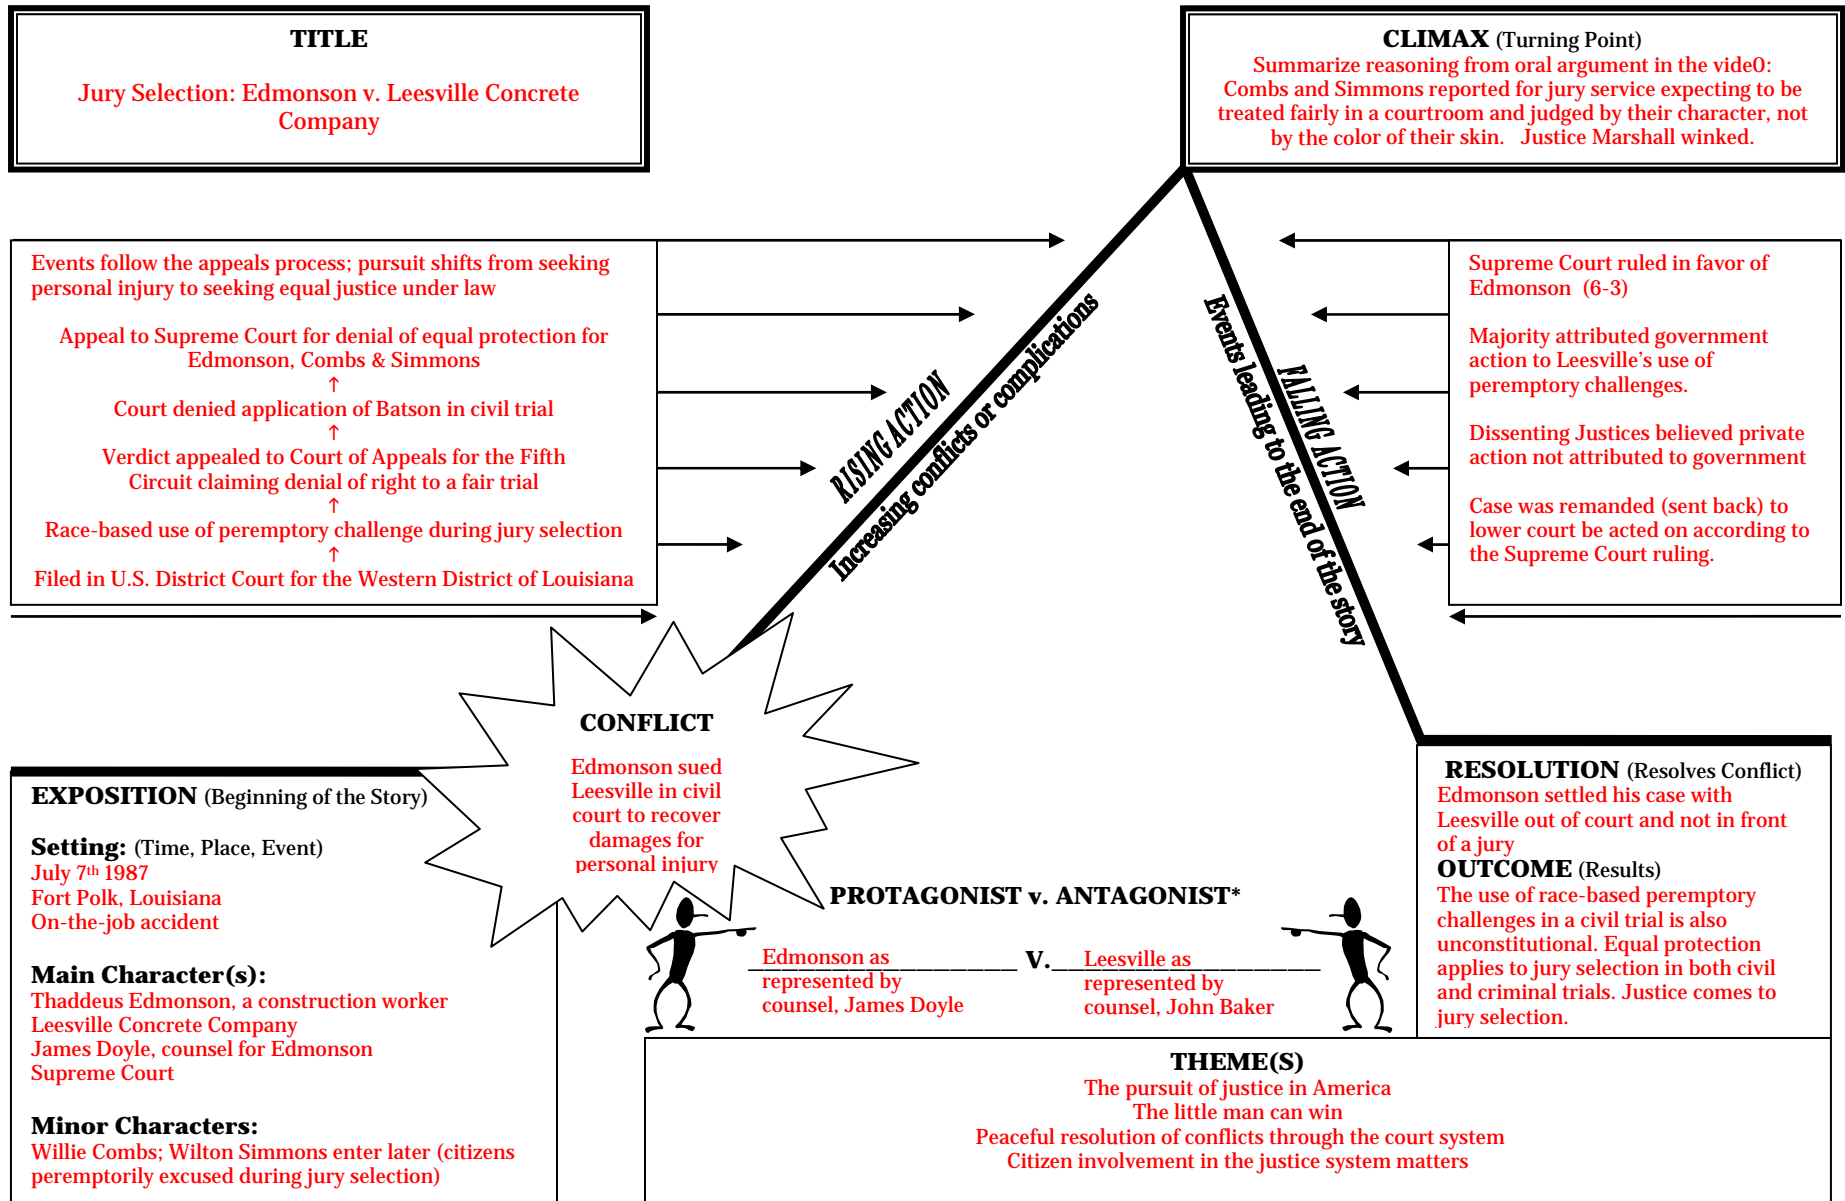 TITLE
Jury Selection: Edmonson v. Leesville Concrete
Company
CLIMAX (Turning Point)
Summarize reasoning from oral argument in the vide0:
Combs and Simmons reported for jury service expecting to be
treated fairly in a courtroom and judged by their character, not
by the color of their skin. Justice Marshall winked.
Events follow the appeals process; pursuit shifts from seeking
personal injury to seeking equal justice under law
Appeal to Supreme Court for denial of equal protection for
Edmonson, Combs & Simmons
↑
Court denied application of Batson in civil trial
↑
Verdict appealed to Court of Appeals for the Fifth
Circuit claiming denial of right to a fair trial
↑
Race-based use of peremptory challenge during jury selection
↑
Filed in U.S. District Court for the Western District of Louisiana
RISING ACTION
Increasing conflicts or complications
Events leading to the end of the story
FALLING ACTION
Supreme Court ruled in favor of
Edmonson (6-3)
Majority attributed government
action to Leesville's use of
peremptory challenges.
Dissenting Justices believed private
action not attributed to government
Case was remanded (sent back) to
lower court be acted on according to
the Supreme Court ruling.
CONFLICT
Edmonson sued
Leesville in civil
court to recover
damages for
personal injury
EXPOSITION (Beginning of the Story)
Setting: (Time, Place, Event)
July 7th 1987
Fort Polk, Louisiana
On-the-job accident
Main Character(s):
Thaddeus Edmonson, a construction worker
Leesville Concrete Company
James Doyle, counsel for Edmonson
Supreme Court
Minor Characters:
Willie Combs; Wilton Simmons enter later (citizens
peremptorily excused during jury selection)
PROTAGONIST v. ANTAGONIST*
Edmonson as V. Leesville as
represented by
counsel, James Doyle
represented by
counsel, John Baker
RESOLUTION (Resolves Conflict)
Edmonson settled his case with
Leesville out of court and not in front
of a jury
OUTCOME (Results)
The use of race-based peremptory
challenges in a civil trial is also
unconstitutional. Equal protection
applies to jury selection in both civil
and criminal trials. Justice comes to
jury selection.
THEME(S)
The pursuit of justice in America
The little man can win
Peaceful resolution of conflicts through the court system
Citizen involvement in the justice system matters